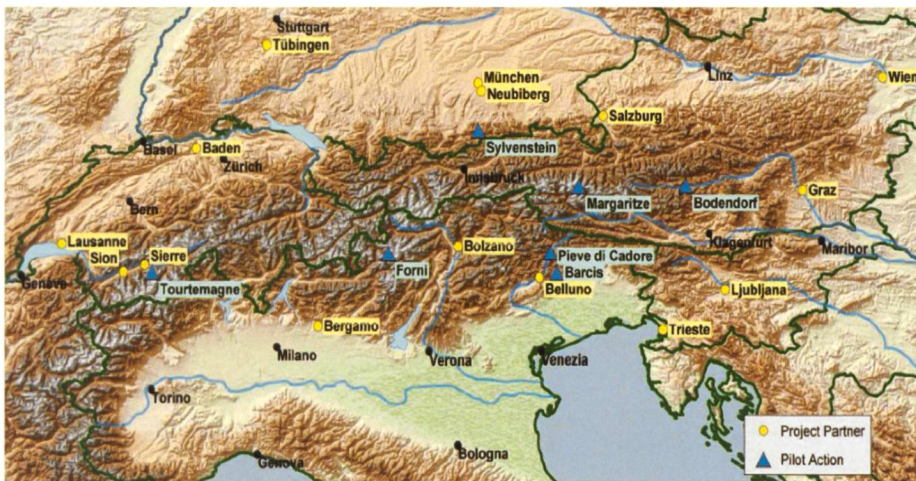 Stuttgart
Tübingen
München
Neubiberg
Linz
Wien
Salzburg
Sylvenstein
Basel
Baden
Zürich
Innsbruck
Margaritze
Bodendorf
Graz
Bern
Lausanne
Sion
Sierre
Bolzano
Klagenfurt
Maribor
Genève
Tourtemagne
Forni
Pieve di Cadore
Barcis
Belluno
Ljubljana
Bergamo
Trieste
Milano
Verona
Venezia
Torino
Genova
Bologna
Project Partner
Pilot Action